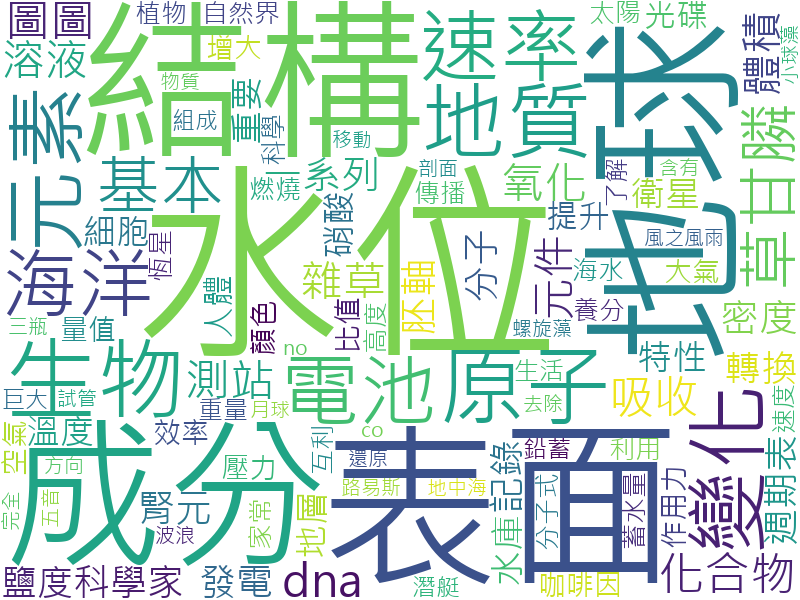 圖圖
植物
自然界
太陽
光碟
溶液
增大
結構
速率
地球
體積
小球藻
物質
重要
組成
科學
移動
地質
元素
基本
一系列
剖面
傳播
氧化
了解
含有
衛星
草甘膦
燃燒
硝酸
細胞
水位
提升
風之風雨
海洋
恆星
人體
雜草
胚軸
分子
元件
海水
大氣
顏色
比值
高度
養分
密度
三瓶
量值
螺旋藻
特性
轉換
生物
測站
no
電池
原子
生活
吸收
變化
速度
巨大
試管
重量
月球
去除
溫度
成分
效率
互利
co
表面
鉛蓄
利用
週期表
空氣
方向
壓力
還原
記錄
路易斯
地中海
分子式
蓄水量
作用力
完全
五首
腎元
家常
地層
水庫
波浪
鹽度科學家
發電
dna
潛艇
咖啡因
化合物